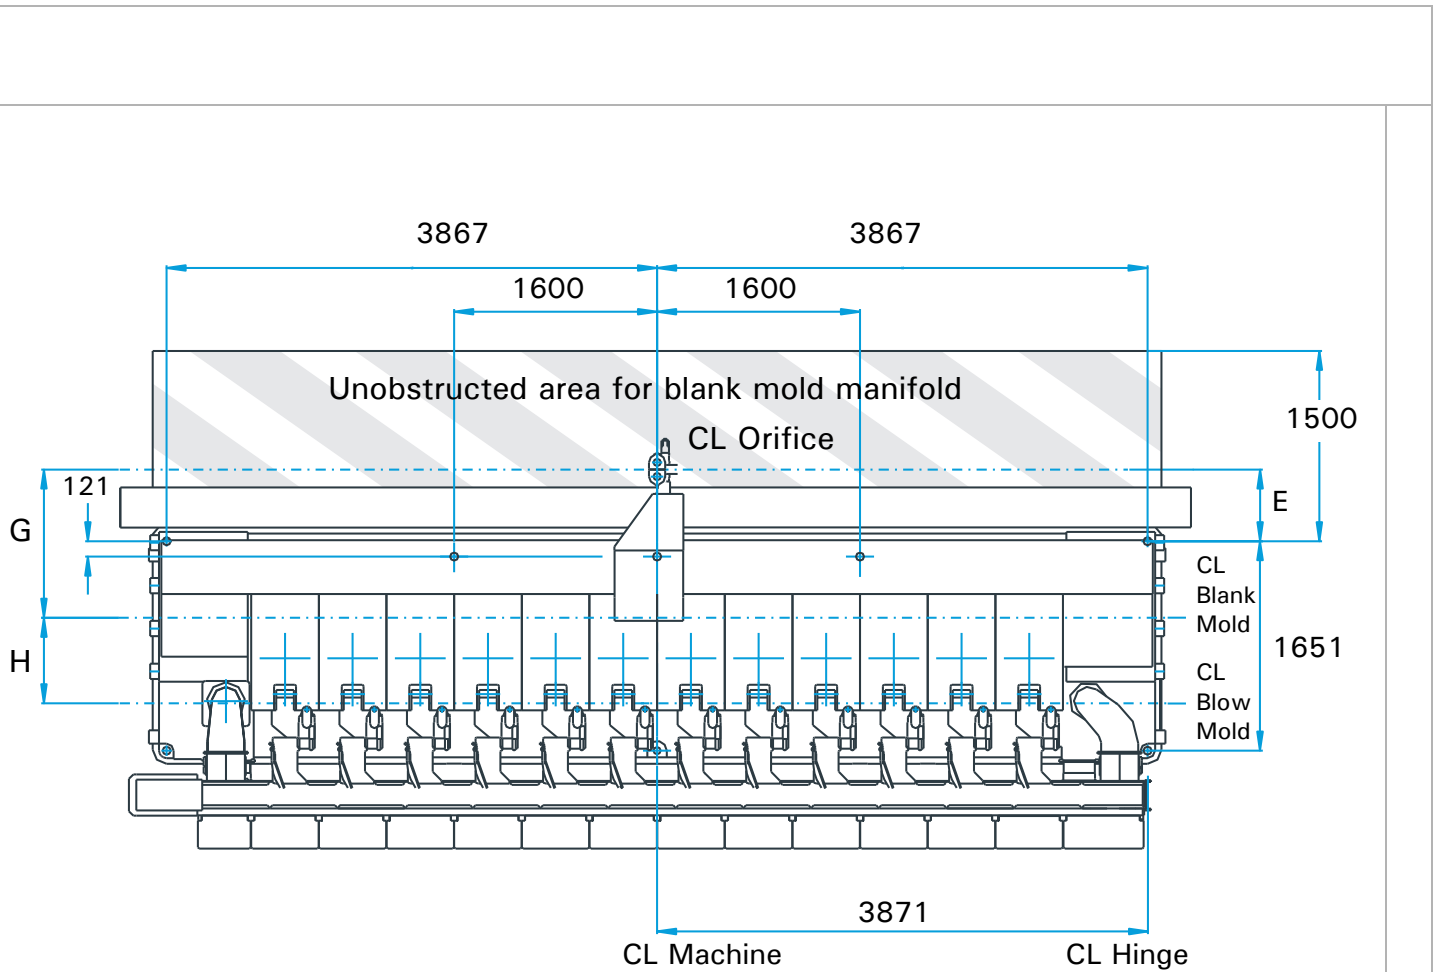 3867
3867
1600
1600
Unobstructed area for blank mold manifold
1500
CL Orifice
121
E
G
CL
Blank
Mold
H
1651
CL
Blow
Mold
3871
CL Machine
CL Hinge